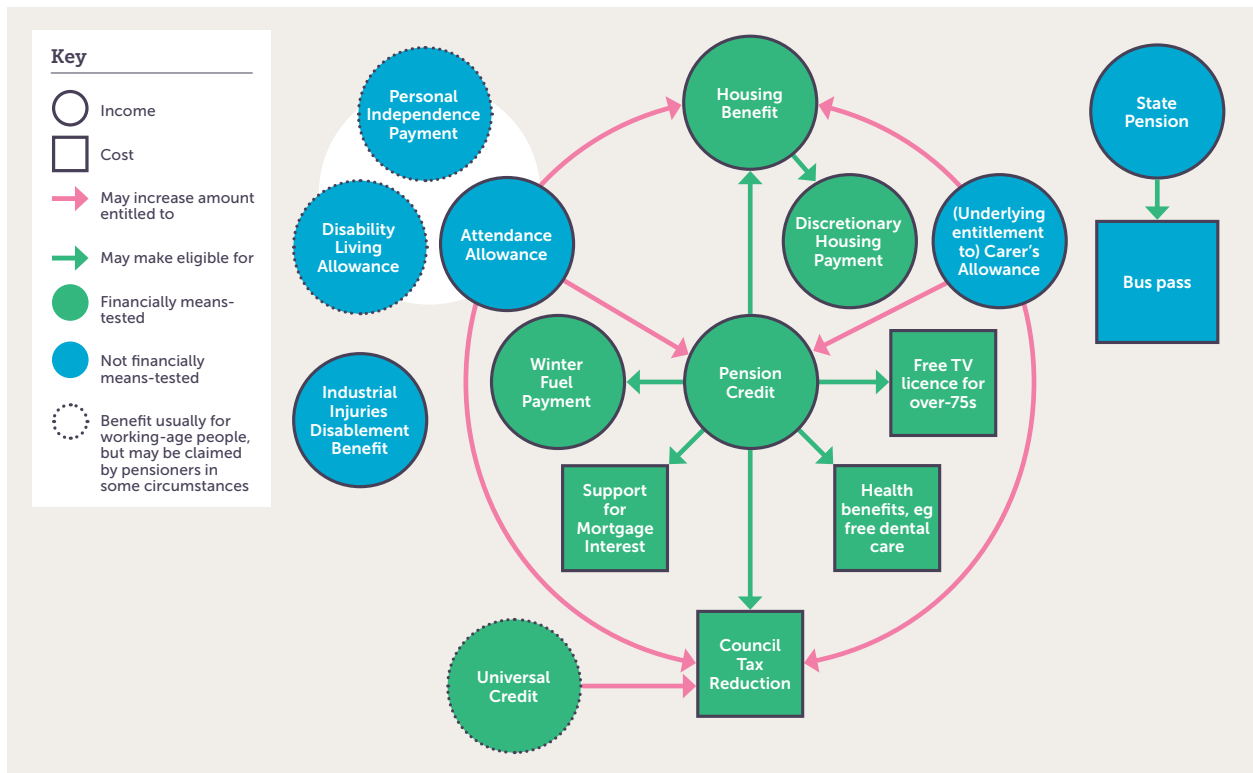 Key
Income
Cost
May increase amount
entitled to
May make eligible for
Financially means-
tested
Not financially
means-tested
Benefit usually for
working-age people,
but may be claimed
by pensioners in
some circumstances
Personal
Independence
Payment
Disability
Living
Allowance
Attendance
Allowance
Industrial
Injuries
Disablement
Benefit
Housing
Benefit
Discretionary
Housing
Payment
(Underlying
entitlement
to) Carer's
Allowance
State
Pension
Bus pass
Winter
Fuel
Payment
Pension
Credit
Free TV
licence for
over-75s
Support
for
Mortgage
Interest
Health
benefits, eg
free dental
care
Universal
Credit
Council
Tax
Reduction